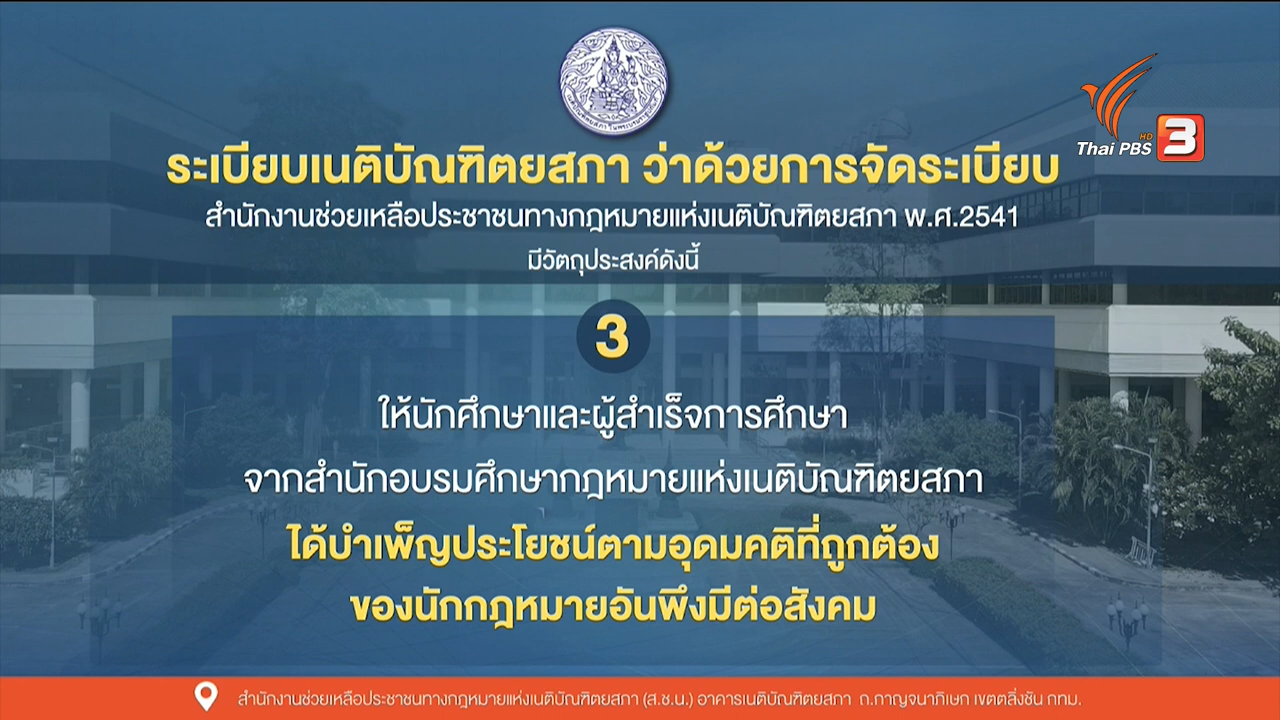 Thai PBS
HD
3
ระเบียบเนติบัณฑิตยสภา ว่าด้วยการจัดระเบียบ
สำนักงานช่วยเหลือประชาชนทางกฎหมายแห่งเนติบัณฑิตยสภา พ.ศ.2541
มีวัตถุประสงค์ดังนี้
3
ให้นักศึกษาและผู้สำเร็จการศึกษา
จากสำนักอบรมศึกษากฎหมายแห่งเนติบัณฑิตยสภา
ได้บำเพ็ญประโยชน์ตามอุดมคติที่ถูกต้อง
ของนักกฎหมายอันพึงมีต่อสังคม
สำนักงานช่วยเหลือประชาชนทางกฎหมายแห่งเนติบัณฑิตยสภา (ส.ช.น.) อาคารเนติบัณฑิตยสภา ถ.กาญจนาภิเษก เขตตลิ่งชัน กทม.